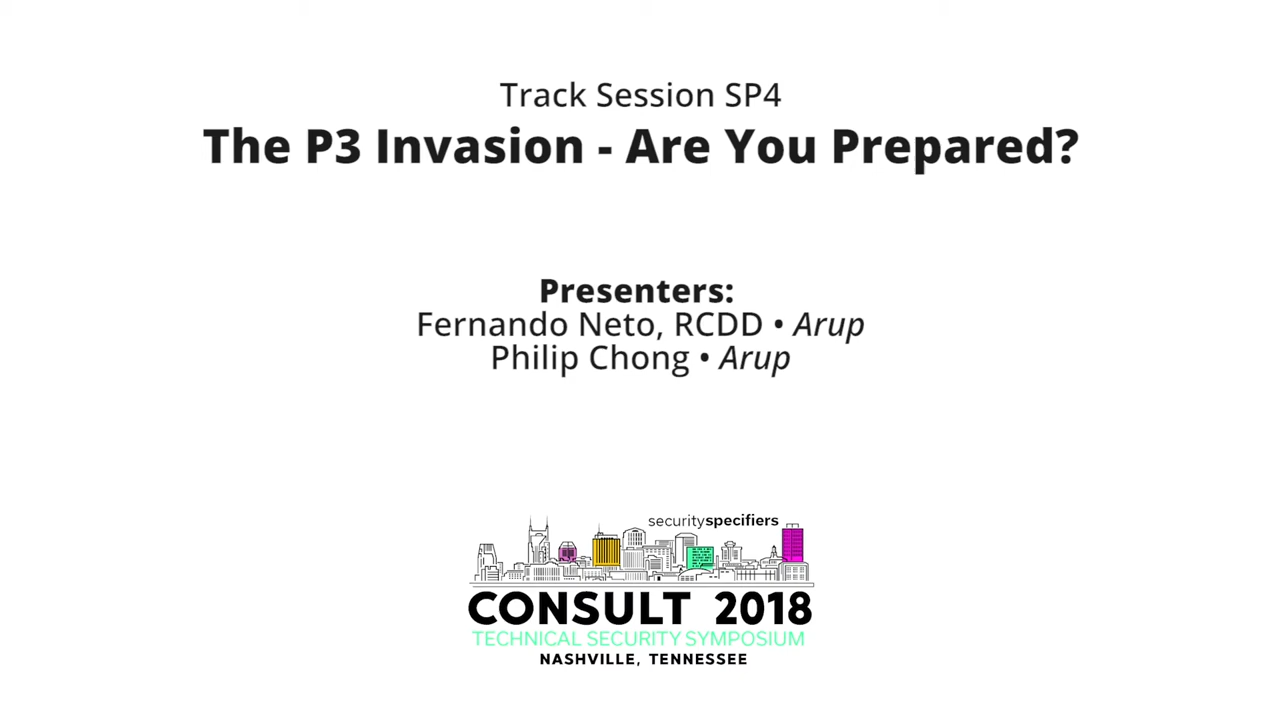 Track Session SP4
The P3 Invasion - Are You Prepared?
Presenters:
Fernando Neto, RCDD • Arup
Philip Chong • Arup
securityspecifiers
CONSULT 2018
TECHNICAL SECURITY SYMPOSIUM
NASHVILLE, TENNESSEE